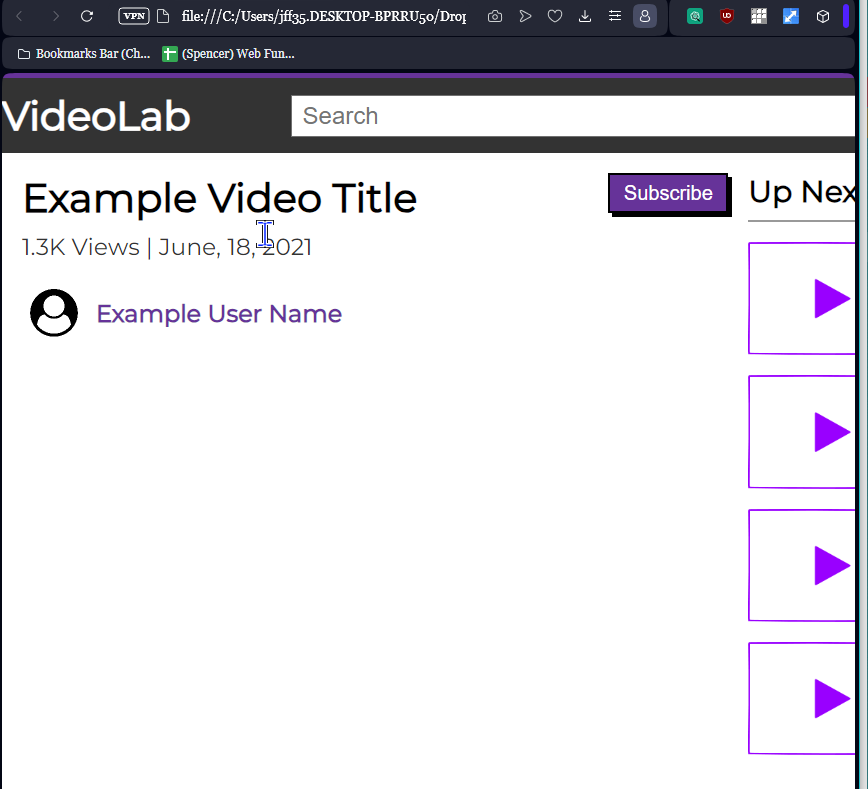 VPN file:///C:/Users/jff35.DESKTOP-BPRRU50/Drop
Bookmarks Bar (Ch... (Spencer) Web Fun...
VideoLab
Search
Example Video Title
Subscribe
Up Nex
1.3K Views | June, 18, 2021
Example User Name